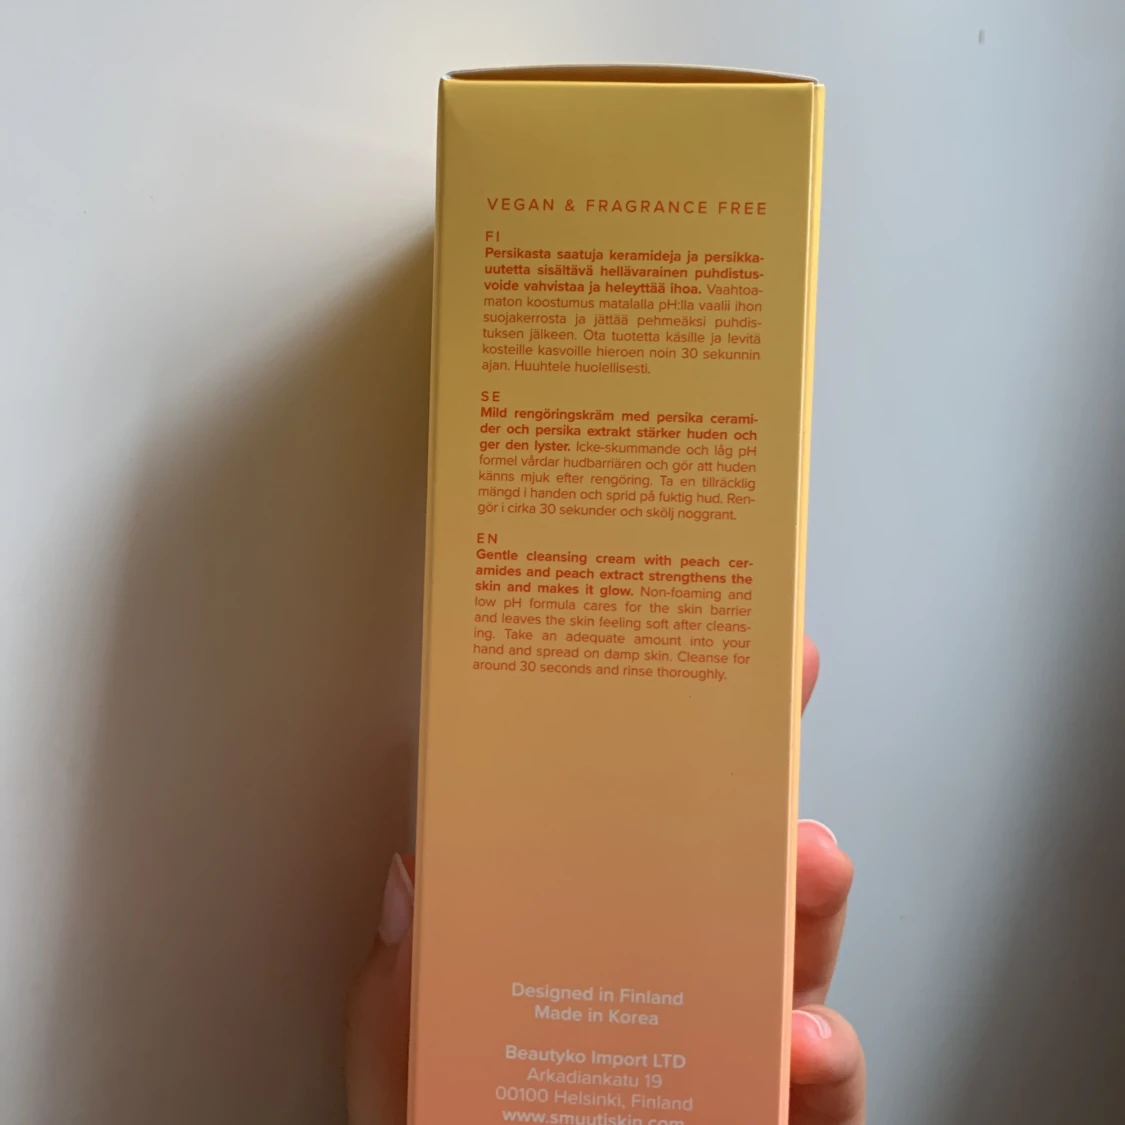 VEGAN & FRAGRANCE FREE
FI
Persikasta saatuja keramideja ja persikka-
uutetta sisältävä hellävarainen puhdistus-
voide vahvistaa ja heleyttää ihoa. Vaahtoa-
maton koostumus matalalla pH:lla vaalii ihon
suojakerrosta ja jättää pehmeäksi puhdis-
tuksen jälkeen. Ota tuotetta käsille ja levitä
kosteille kasvoille hieroen noin 30 sekunnin
ajan. Huuhtele huolellisesti.
SE
Mild rengöringskräm med persika cerami-
der och persika extrakt stärker huden och
ger den lyster. Icke-skummande och låg pH
formel vårdar hudbarriären och gör att huden
känns mjuk efter rengöring. Ta en tillräcklig
mängd i handen och sprid på fuktig hud. Ren-
gör i cirka 30 sekunder och skölj noggrant.
EN
Gentle cleansing cream with peach cer-
amides and peach extract strengthens the
skin and makes it glow. Non-foaming and
low pH formula cares for the skin barrier
and leaves the skin feeling soft after cleans-
ing. Take an adequate amount into your
hand and spread on damp skin. Cleanse for
around 30 seconds and rinse thoroughly.
Designed in Finland
Made in Korea
Beautyko Import LTD
Arkadiankatu 19
00100 Helsinki, Finland
www.smuutiskin.com